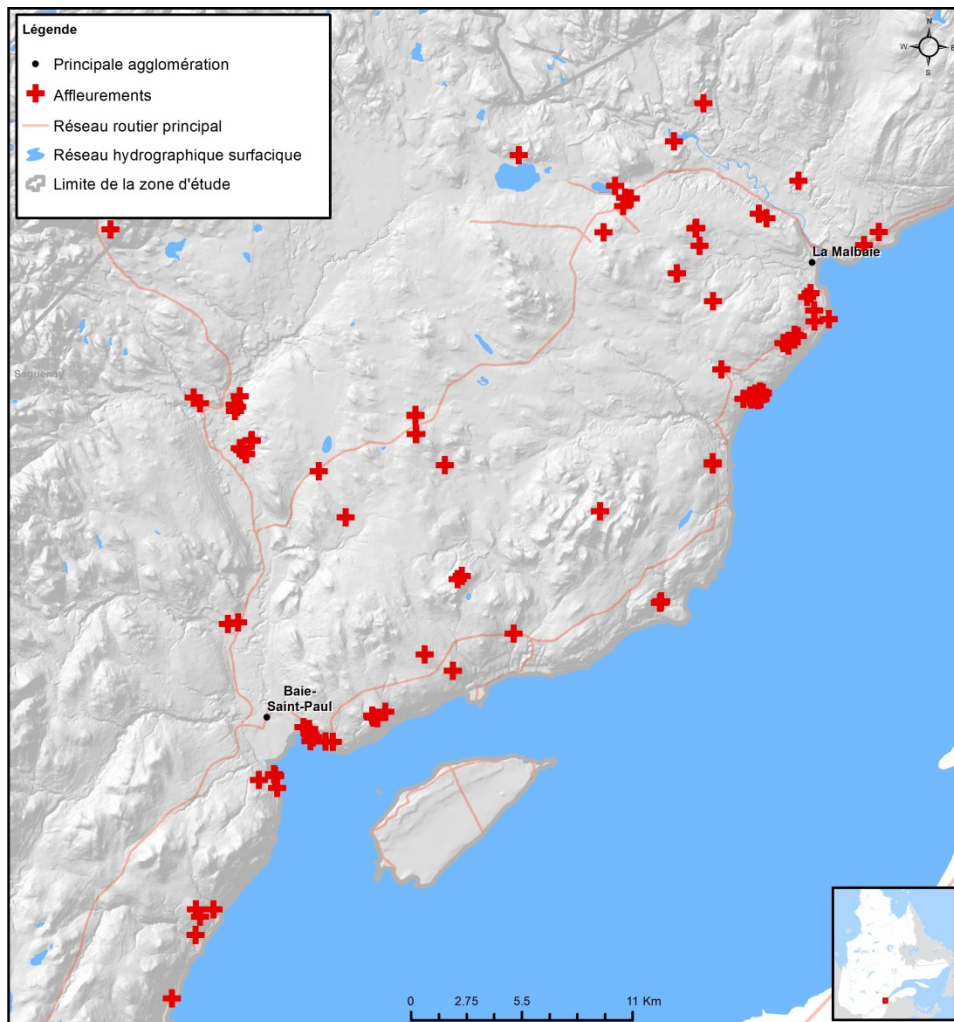 Légende
Principale agglomération
Affleurements
Réseau routier principal
Réseau hydrographique surfacique
Limite de la zone d'étude
N
W
E
S
La Malbaie
Saguenay
Baie-
Saint-Paul
0 2.75 5.5 11 Km